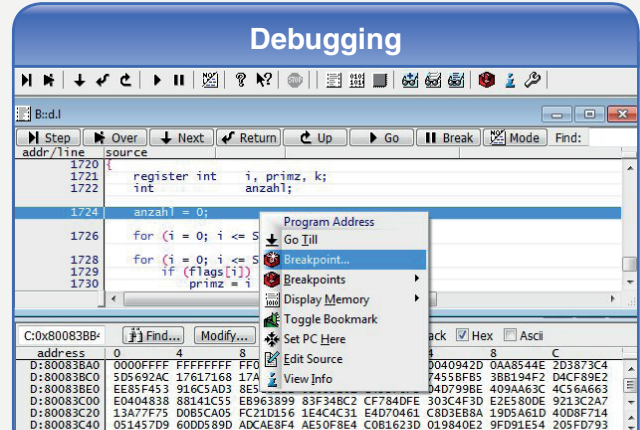 Debugging
B::d.l
Step Over Next Return Up Go Break Mode Find:
addr/line source
1720 {
1721 register int i, primz, k;
1722 int anzahl;
1724 anzahl = 0;
1726 for (i = 0; i <= S
1728 for (i = 0; i <= S
1729 if (flags[i])
1730 primz = i
Program Address
Go Till
Breakpoint...
Breakpoints
Display Memory
Toggle Bookmark
Set PC Here
Edit Source
View Info
C:0x80083BB Find... Modify... ack Hex Ascii
address 0 4 8 4 8 C
D:80083BA0 0000FFFF FFFFFFFF FF0 0040942D 0AA8544E 2D3873C4
D:80083BC0 5D5692AC 17617168 17A 7455BFB5 3BB194F2 D4CF89E2
D:80083BE0 EE85F453 916C5AD3 8E5 D4D799BE 409AA63C 4C56A663
D:80083C00 E0404838 88141C55 EB963899 83F34BC2 CF784DFE 303C4F3D E2E580DE 9213C2A7
D:80083C20 13A77F75 D0B5CA05 FC21D156 1E4C4C31 E4D70461 C8D3EB8A 19D5A61D 40D8F714
D:80083C40 051457D9 60DD589D ADCAE8F4 AE50F8E4 C0B1623D 019840E2 9FD91E54 205FD793